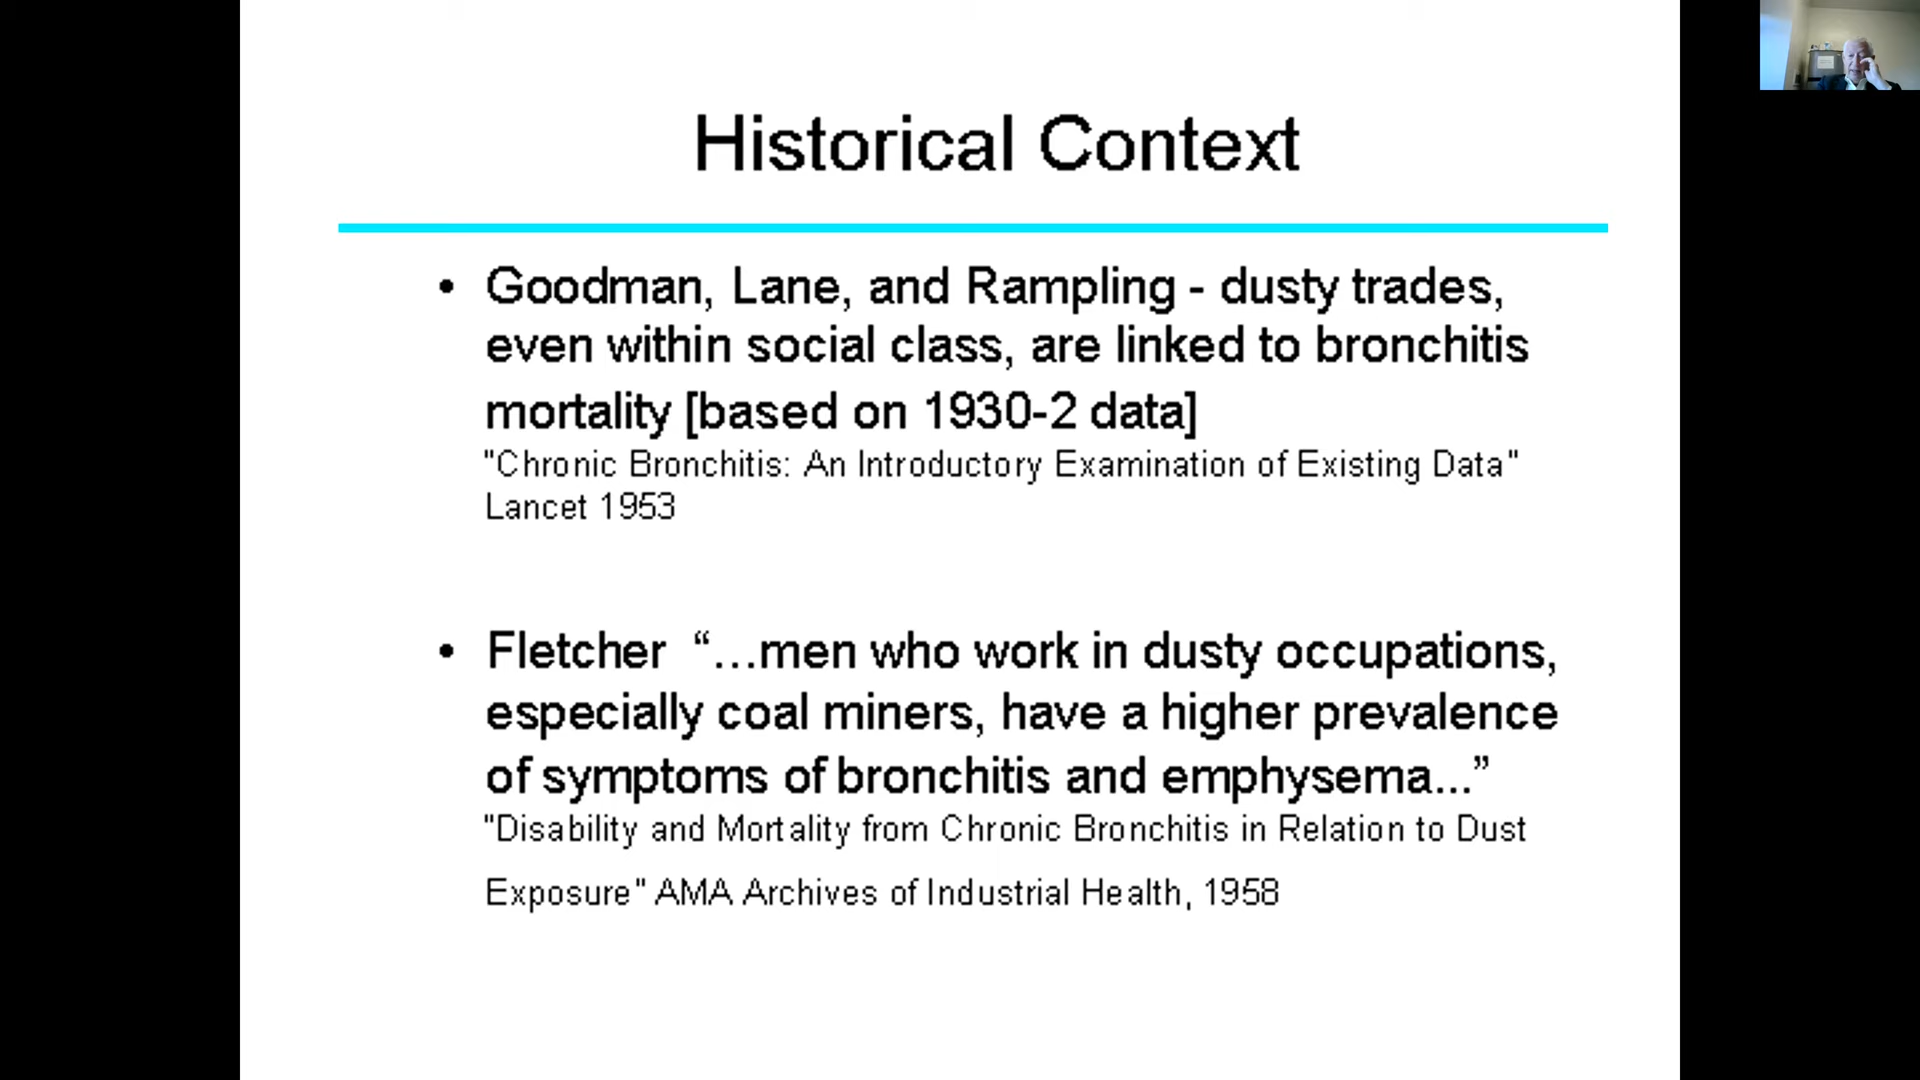 Historical Context
• Goodman, Lane, and Rampling - dusty trades,
even within social class, are linked to bronchitis
mortality [based on 1930-2 data]
"Chronic Bronchitis: An Introductory Examination of Existing Data"
Lancet 1953
• Fletcher “...men who work in dusty occupations,
especially coal miners, have a higher prevalence
of symptoms of bronchitis and emphysema...”
"Disability and Mortality from Chronic Bronchitis in Relation to Dust
Exposure" AMA Archives of Industrial Health, 1958